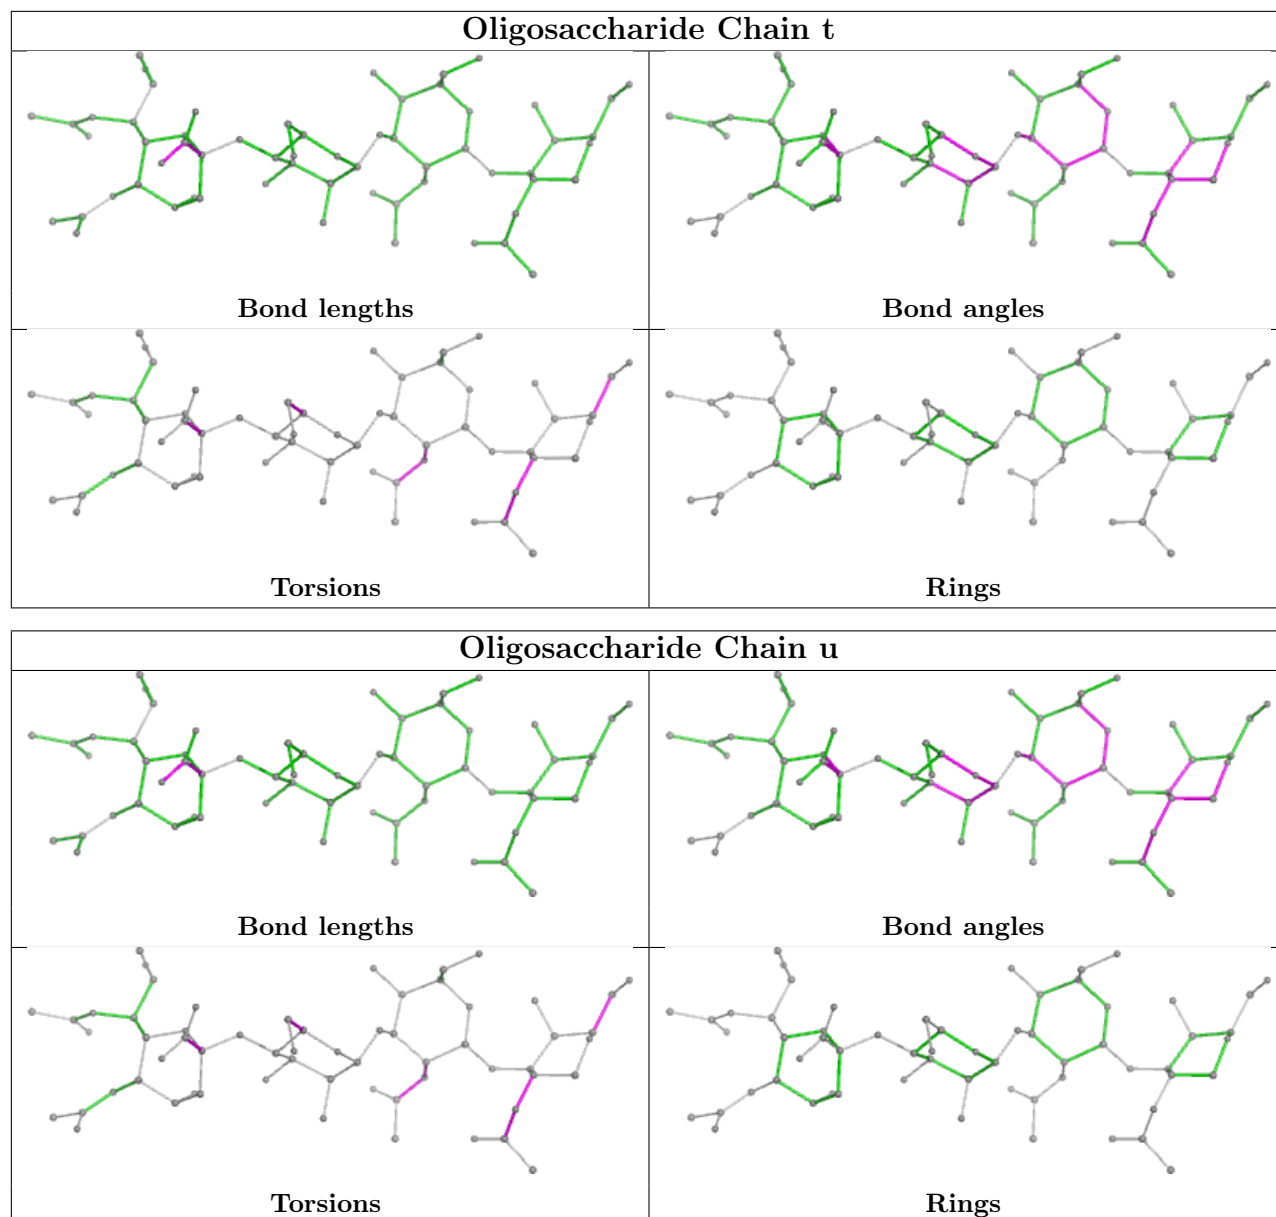 Oligosaccharide Chain t
Bond lengths
Bond angles
Torsions
Rings
Oligosaccharide Chain u
Bond lengths
Bond angles
Torsions
Rings